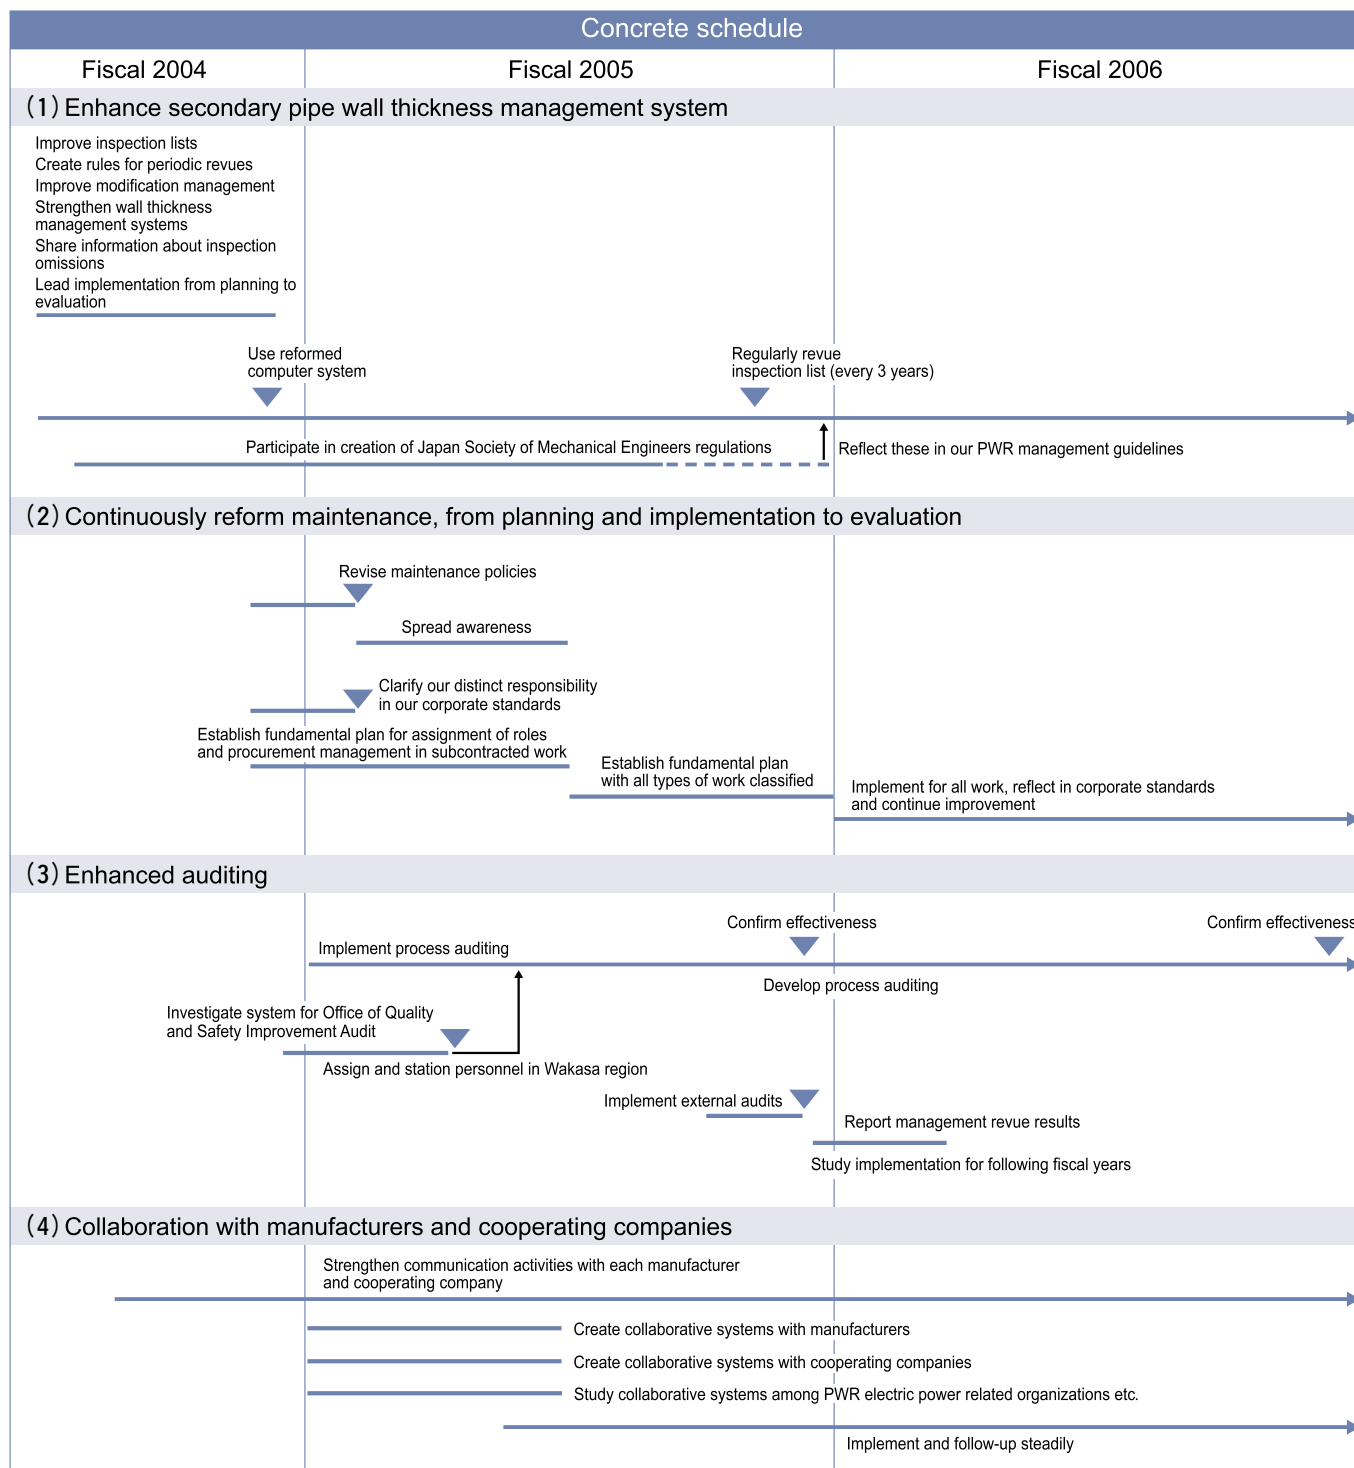 Concrete schedule
Fiscal 2004
Fiscal 2005
Fiscal 2006
(1) Enhance secondary pipe wall thickness management system
Improve inspection lists
Create rules for periodic revues
Improve modification management
Strengthen wall thickness
management systems
Share information about inspection
omissions
Lead implementation from planning to
evaluation
Use reformed
computer system
Regularly revue
inspection list (every 3 years)
Participate in creation of Japan Society of Mechanical Engineers regulations
Reflect these in our PWR management guidelines
(2) Continuously reform maintenance, from planning and implementation to evaluation
Revise maintenance policies
Spread awareness
Clarify our distinct responsibility
in our corporate standards
Establish fundamental plan for assignment of roles
and procurement management in subcontracted work
Establish fundamental plan
with all types of work classified
Implement for all work, reflect in corporate standards
and continue improvement
(3) Enhanced auditing
Confirm effectiveness
Confirm effectiveness
Implement process auditing
Develop process auditing
Investigate system for Office of Quality
and Safety Improvement Audit
Assign and station personnel in Wakasa region
Implement external audits
Report management revue results
Study implementation for following fiscal years
(4) Collaboration with manufacturers and cooperating companies
Strengthen communication activities with each manufacturer
and cooperating company
Create collaborative systems with manufacturers
Create collaborative systems with cooperating companies
Study collaborative systems among PWR electric power related organizations etc.
Implement and follow-up steadily